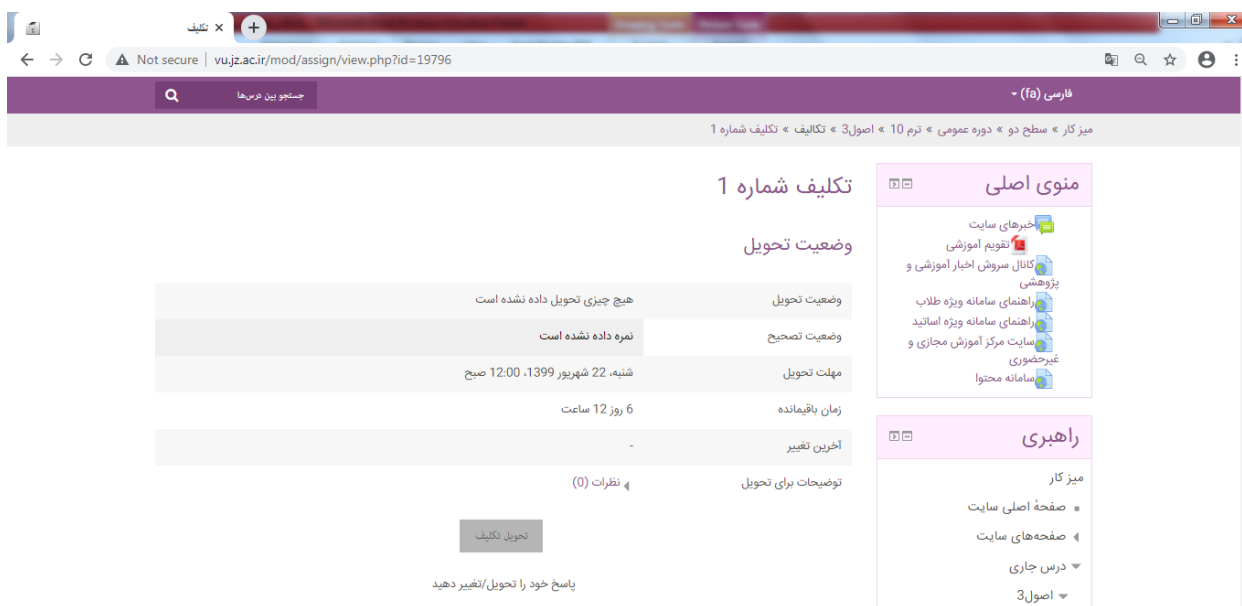 تکلیف
Not secure | vu.jz.ac.ir/mod/assign/view.php?id=19796
فارسی (fa)
جستجو بین درس‌ها
میز کار » سطح دو » دوره عمومی » ترم 10 » اصول3 » تکالیف » تکلیف شماره 1
منوی اصلی
خبرهای سایت
تقویم آموزشی
کانال سروش اخبار آموزشی و
پژوهشی
راهنمای سامانه ویژه طلاب
راهنمای سامانه ویژه اساتید
سایت مرکز آموزش مجازی و
غیرحضوری
سامانه محتوا
راهبری
میز کار
صفحهٔ اصلی سایت
صفحه‌های سایت
درس جاری
اصول3
تکلیف شماره 1
وضعیت تحویل
وضعیت تحویل هیچ چیزی تحویل داده نشده است
وضعیت تصحیح نمره داده نشده است
مهلت تحویل شنبه، 22 شهریور 1399، 12:00 صبح
زمان باقیمانده 6 روز 12 ساعت
آخرین تغییر -
توضیحات برای تحویل نظرات (0)
تحویل تکلیف
پاسخ خود را تحویل/تغییر دهید